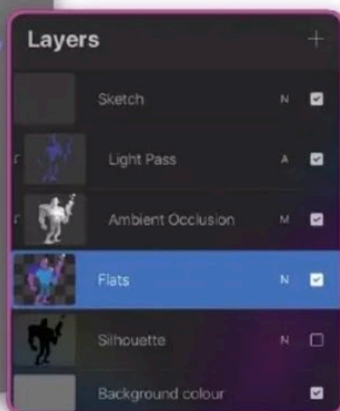 Layers
Sketch N
Light Pass A
Ambient Occlusion M
Flats N
Silhouette N
Background colour